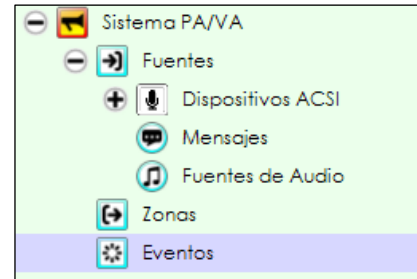 Sistema PA/VA
Fuentes
Dispositivos ACSI
Mensajes
Fuentes de Audio
Zonas
Eventos